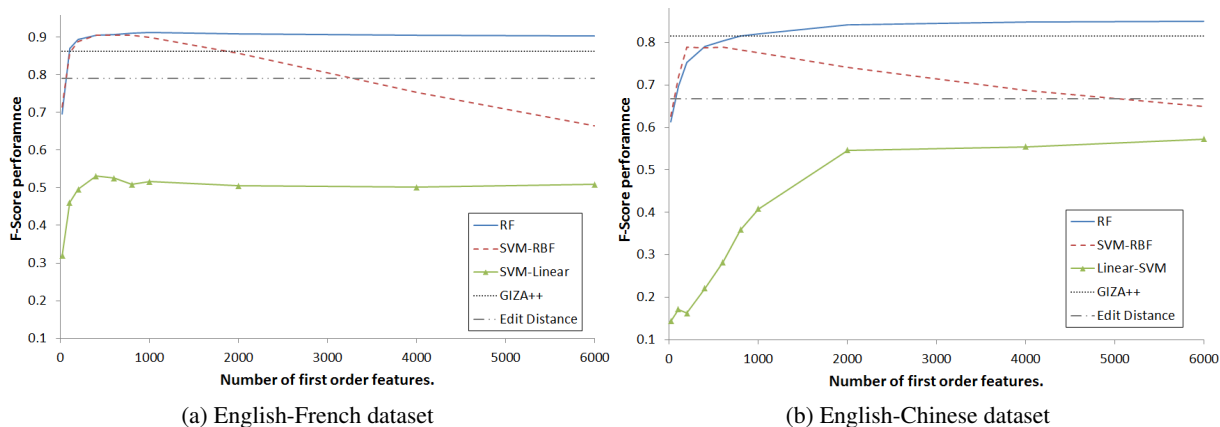 F-Score perforamnce
0.9
0.8
0.7
0.6
0.5
0.4
0.3
0.2
0.1
0
1000
2000
3000
4000
5000
6000
Number of first order features.
RF
SVM-RBF
SVM-Linear
GIZA++
Edit Distance
(a) English-French dataset
F-Score perforamnce
0.8
0.7
0.6
0.5
0.4
0.3
0.2
0.1
0
1000
2000
3000
4000
5000
6000
Number of first order features.
RF
SVM-RBF
Linear-SVM
GIZA++
Edit Distance
(b) English-Chinese dataset